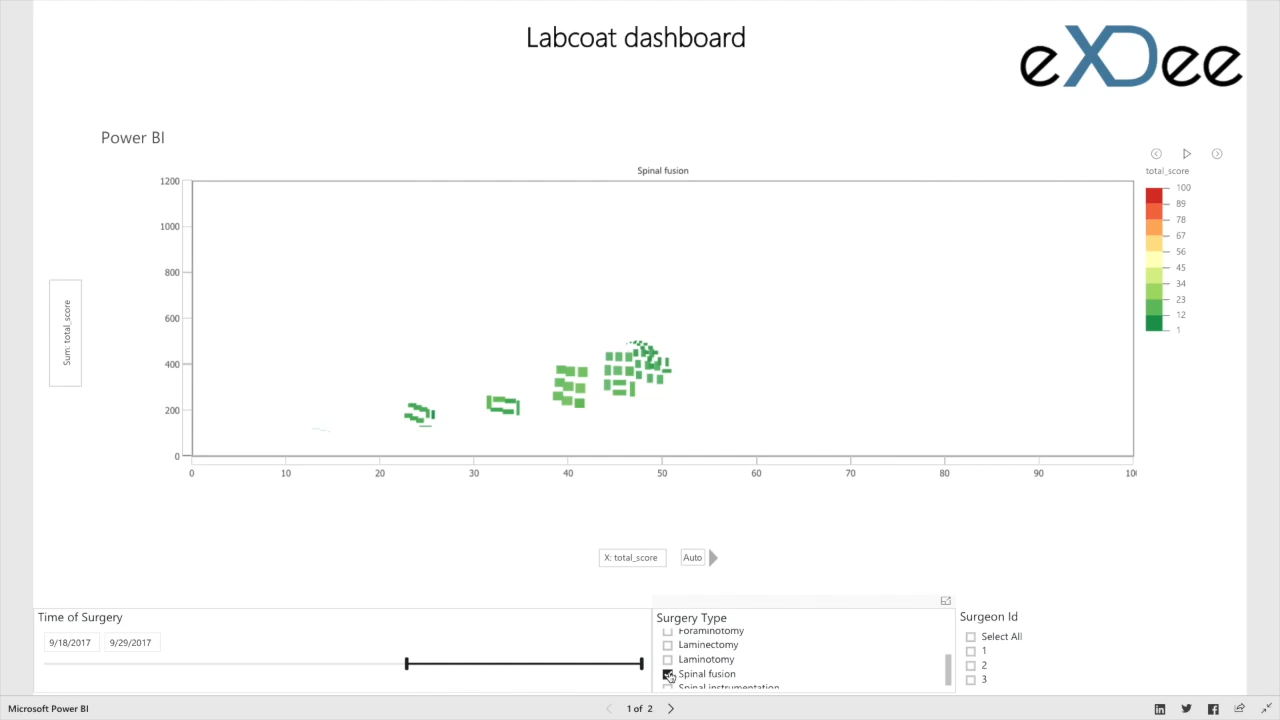 Labcoat dashboard
eXDee
Power BI
Spinal fusion
total_score
100
89
78
67
56
45
34
23
12
1
Sum: total_score
1200
1000
800
600
400
200
0
0 10 20 30 40 50 60 70 80 90 10
X: total_score Auto
Time of Surgery
9/18/2017 9/29/2017
Surgery Type
Foraminotomy
Laminectomy
Laminotomy
Spinal fusion
Spinal instrumentation
Surgeon Id
Select All
1
2
3
Microsoft Power BI
1 of 2